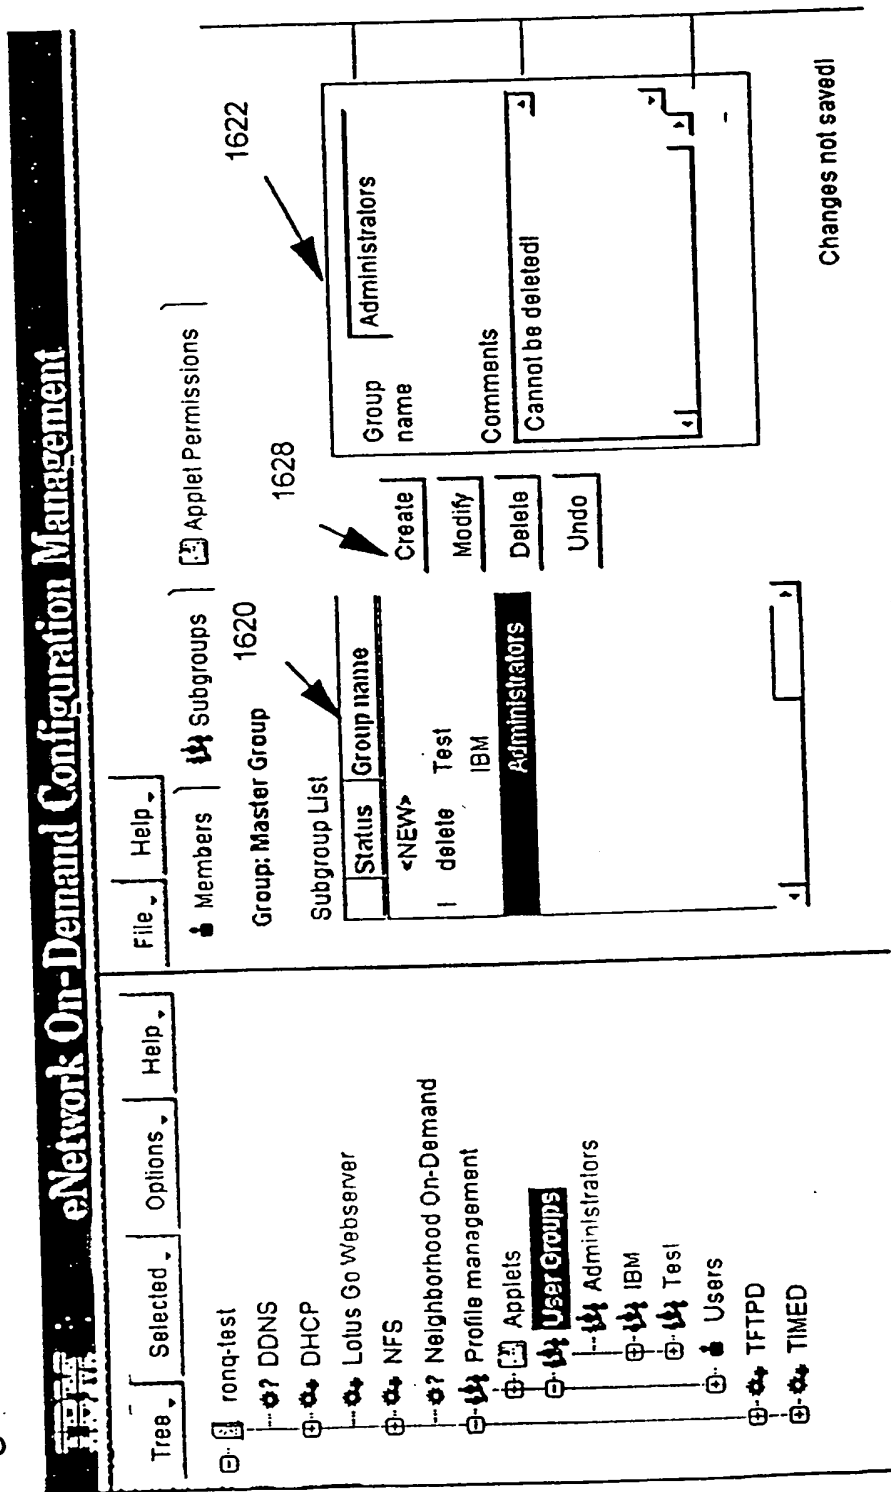 eNetwork On-Demand Configuration Management
Tree Selected Options Help
ronq-test
? DDNS
DHCP
Lotus Go Webserver
NFS
? Neighborhood On-Demand
Profile management
Applets
User Groups
Administrators
IBM
Test
Users
TFTPD
TIMED
File Help
Members Subgroups Applet Permissions
Group: Master Group
1620
1628
1622
Subgroup List
Status Group name
<NEW>
delete Test
IBM
Administrators
Create
Modify
Delete
Undo
Group name
Administrators
Comments
Cannot be deleted!
Changes not saved!